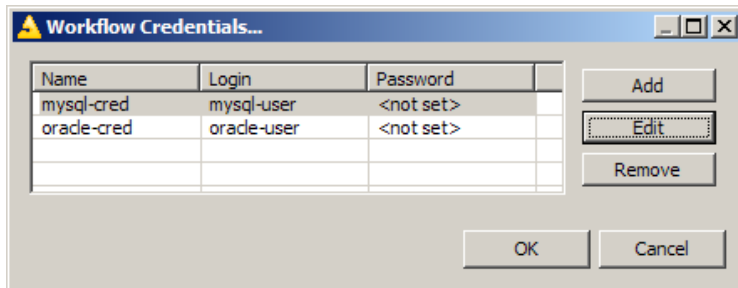 Workflow Credentials...
Name Login Password
mysql-cred mysql-user <not set>
oracle-cred oracle-user <not set>
Add
Edit
Remove
OK Cancel